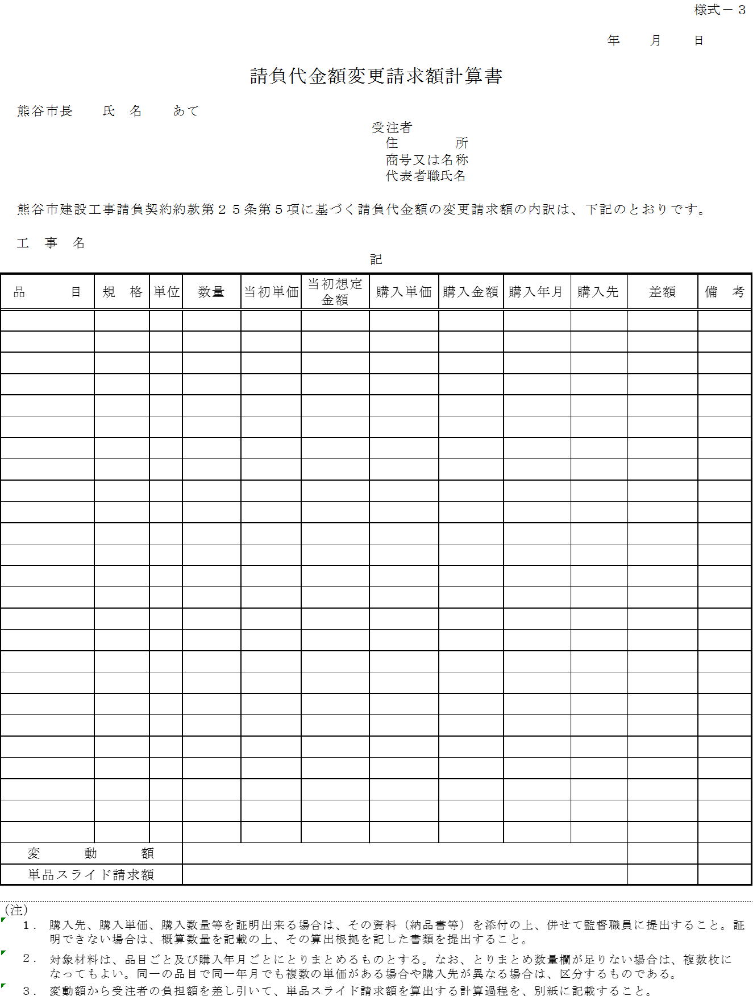 様式－３
年　　月　　日
請負代金額変更請求額計算書
熊谷市長　　氏　名　　あて
受注者
住　　　　所
商号又は名称
代表者職氏名
熊谷市建設工事請負契約約款第２５条第５項に基づく請負代金額の変更請求額の内訳は、下記のとおりです。
工　事　名
記
品　　　目　規　格　単位　数量　当初単価　当初想定金額　購入単価　購入金額　購入年月　購入先　差額　備　考
変　　　動　　　額
単品スライド請求額
（注）
１．購入先、購入単価、購入数量等を証明出来る場合は、その資料（納品書等）を添付の上、併せて監督職員に提出すること。証
明できない場合は、概算数量を記載の上、その算出根拠を記した書類を提出すること。
２．対象材料は、品目ごと及び購入年月ごとにとりまとめるものとする。なお、とりまとめ数量欄が足りない場合は、複数枚に
なってもよい。同一の品目で同一年月でも複数の単価がある場合や購入先が異なる場合は、区分するものである。
３．変動額から受注者の負担額を差し引いて、単品スライド請求額を算出する計算過程を、別紙に記載すること。